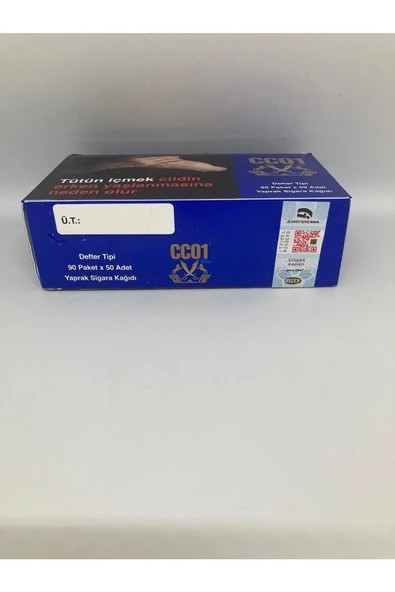 Tütün içmek cildin
erken yaşlanmasına
neden olur
CC01
Defter Tipi
90 Paket x 50 Adet
Yaprak Sigara Kağıdı
Ü.T.:
Defter Tipi
90 Paket x 50 Adet
Yaprak Sigara Kağıdı
CC01
SİGARA
KAĞIDI